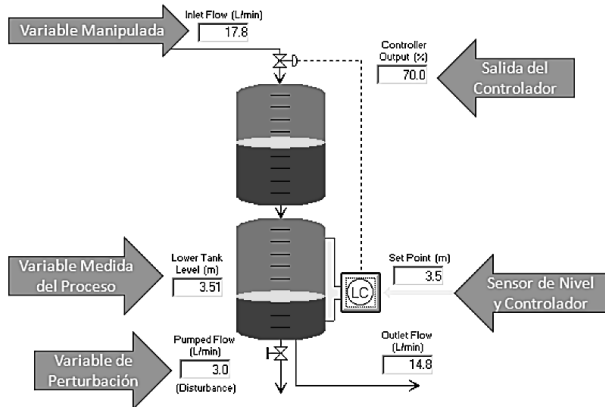 Variable Manipulada
Inlet Flow (L/min)
17.8
Controller
Output (%)
70.0
Salida del
Controlador
Variable Medida
del Proceso
Lower Tank
Level (m)
3.51
LC
Set Point (m)
3.5
Sensor de Nivel
y Controlador
Variable de
Perturbación
Pumped Flow
(L/min)
3.0
(Disturbance)
Outlet Flow
(L/min)
14.8